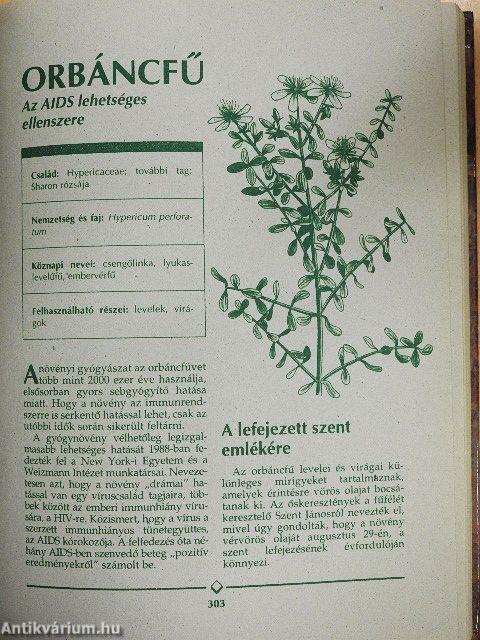 ORBÁNCFŰ
Az AIDS lehetséges
ellenszere
Család: Hypericaceae; további tag:
Sharon rózsája
Nemzetség és faj: Hypericum perfora-
tum
Köznapi nevei: csengőlinka, lyukas-
levelűfű, embervérfű
Felhasználható részei: levelek, virá-
gok
A növényi gyógyászat az orbáncfüvet
több mint 2000 ezer éve használja,
elsősorban gyors sebgyógyító hatása
miatt. Hogy a növény az immunrend-
szerre is serkentő hatással lehet, csak az
utóbbi időkben során sikerült feltárni.
A gyógynövény vélhetőleg legizgal-
masabb lehetséges hatását 1988-ban fe-
dezték fel a New York-i Egyetem és a
Weizmann Intézet munkatársai. Neveze-
tesen azt, hogy a növény „drámai" ha-
tással van egy víruscsalád tagjaira, töb-
bek között az emberi immunhiány víru-
sára, a HIV-re. Közismert, hogy a vírus a
szerzett immunhiányos tünetegyüttes,
az AIDS kórokozója. A felfedezés óta né-
hány AIDS-ben szenvedő beteg „pozitív
eredményekről" számolt be.
A lefejezett szent
emlékére
Az orbáncfű levelei és virágai kü-
lönleges mirigyeket tartalmaznak,
amelyek érintésre vörös olajat bocsá-
tanak ki. Az őskeresztények a fűfélét
keresztelő Szent Jánosról nevezték el,
mivel úgy gondolták, hogy a növény
vérvörös olaját augusztus 29-én, a
szent lefejezésének évfordulóján
könnyezi.
303
Antikvárium.hu